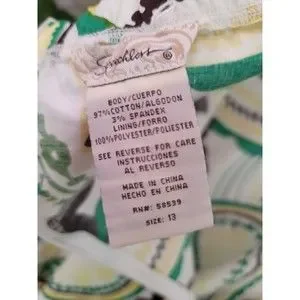 Speechless ®
BODY/CUERPO
97%COTTON/ALGODON
3% SPANDEX
LINING/FORRO
100%POLYESTER/POLIESTER
SEE REVERSE FOR CARE
INSTRUCCIONES
AL REVERSO
MADE IN CHINA
HECHO EN CHINA
RN#: 58539
SIZE: 13